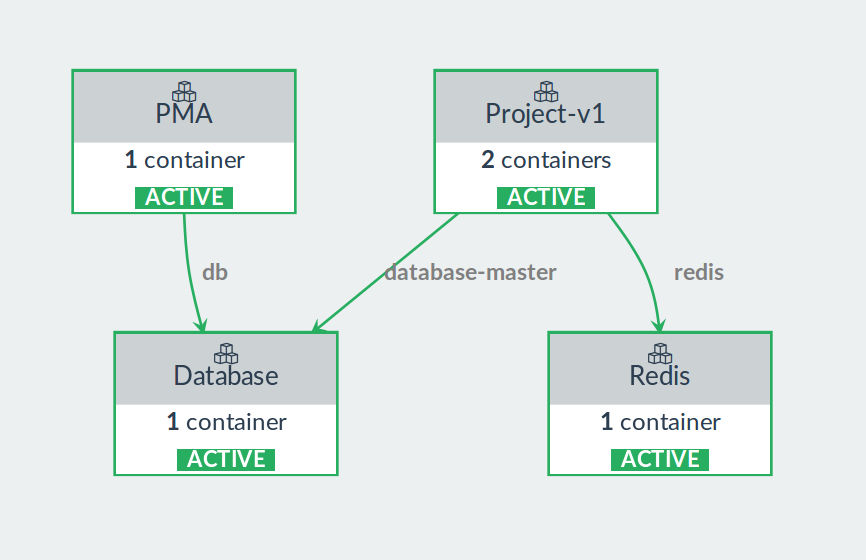 PMA
1 container
ACTIVE
Project-v1
2 containers
ACTIVE
db
database-master
redis
Database
1 container
ACTIVE
Redis
1 container
ACTIVE